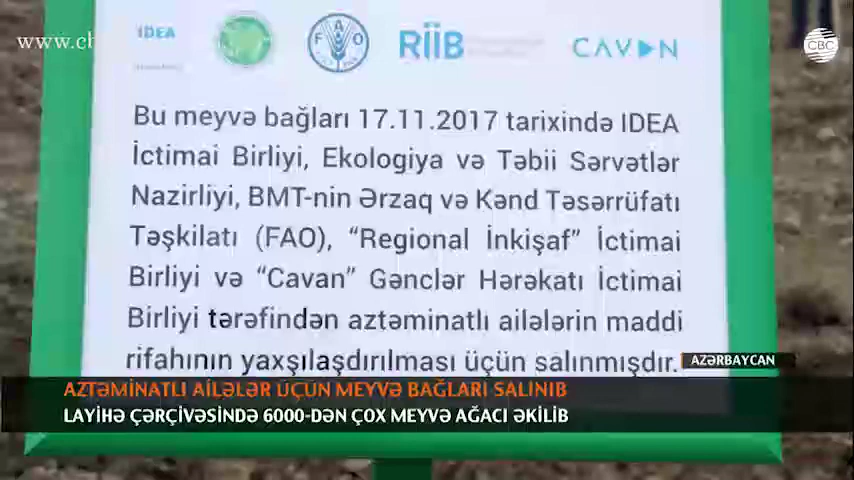 IDEA
FAO
RİİB
CAVAN
CBC
Bu meyvə bağları 17.11.2017 tarixində IDEA
İctimai Birliyi, Ekologiya və Təbii Sərvətlər
Nazirliyi, BMT-nin Ərzaq və Kənd Təsərrüfatı
Təşkilatı (FAO), “Regional İnkişaf” İctimai
Birliyi və “Cavan” Gənclər Hərəkatı İctimai
Birliyi tərəfindən aztəminatlı ailələrin maddi
rifahının yaxşılaşdırılması üçün salınmışdır.
AZƏRBAYCAN
AZTƏMİNATLI AİLƏLƏR ÜÇÜN MEYVƏ BAĞLARI SALINIB
LAYİHƏ ÇƏRÇİVƏSİNDƏ 6000-DƏN ÇOX MEYVƏ AĞACI ƏKİLİB